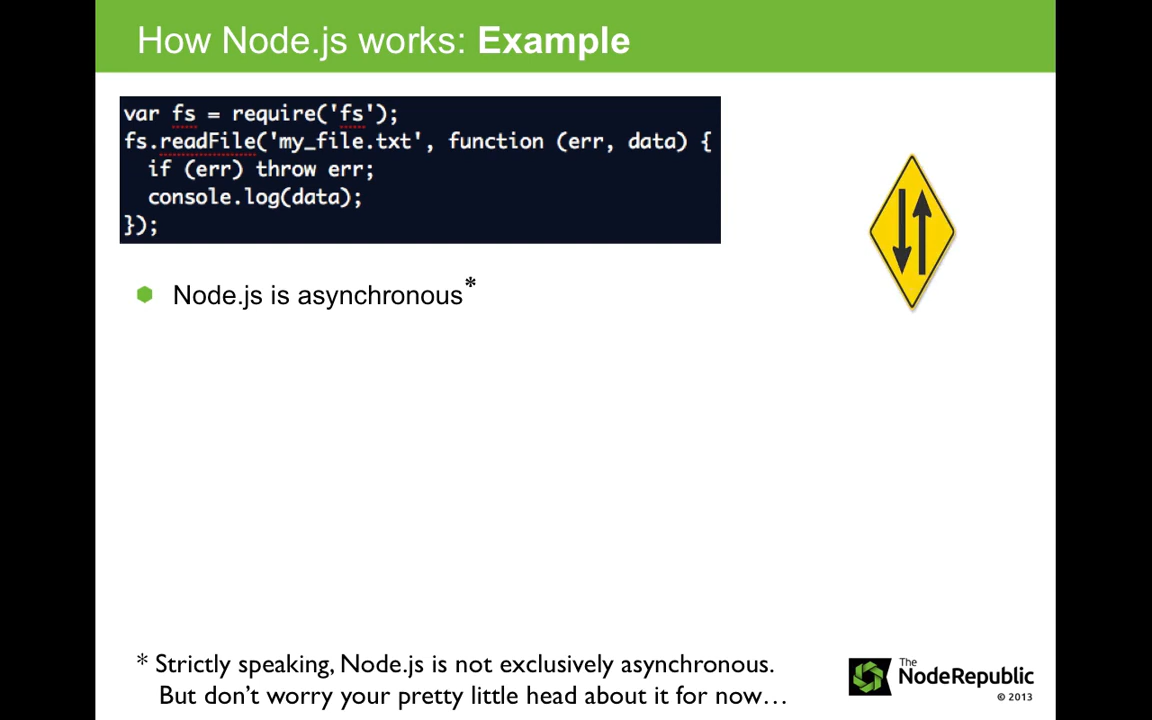 How Node.js works: Example
var fs = require('fs');
fs.readFile('my_file.txt', function (err, data) {
  if (err) throw err;
  console.log(data);
});
Node.js is asynchronous*
* Strictly speaking, Node.js is not exclusively asynchronous.
But don’t worry your pretty little head about it for now…
The
NodeRepublic
© 2013